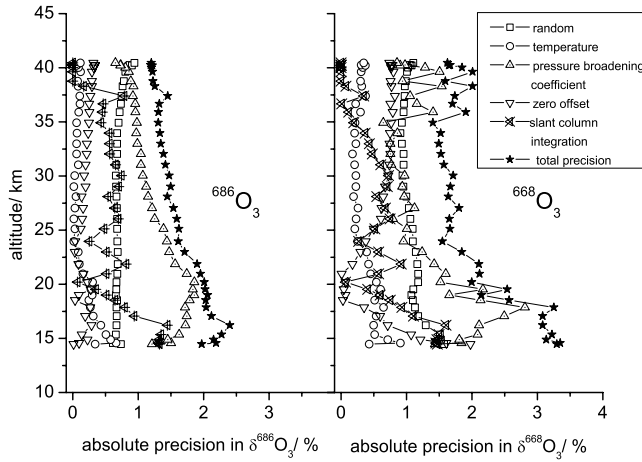 random
temperature
pressure broadening
coefficient
zero offset
slant column
integration
total precision
50
45
40
35
30
25
20
15
10
altitude/ km
⁶⁸⁶O₃
⁶⁶⁸O₃
0 1 2 3 0 1 2 3 4
absolute precision in δ⁶⁸⁶O₃/ % absolute precision in δ⁶⁶⁸O₃/ %